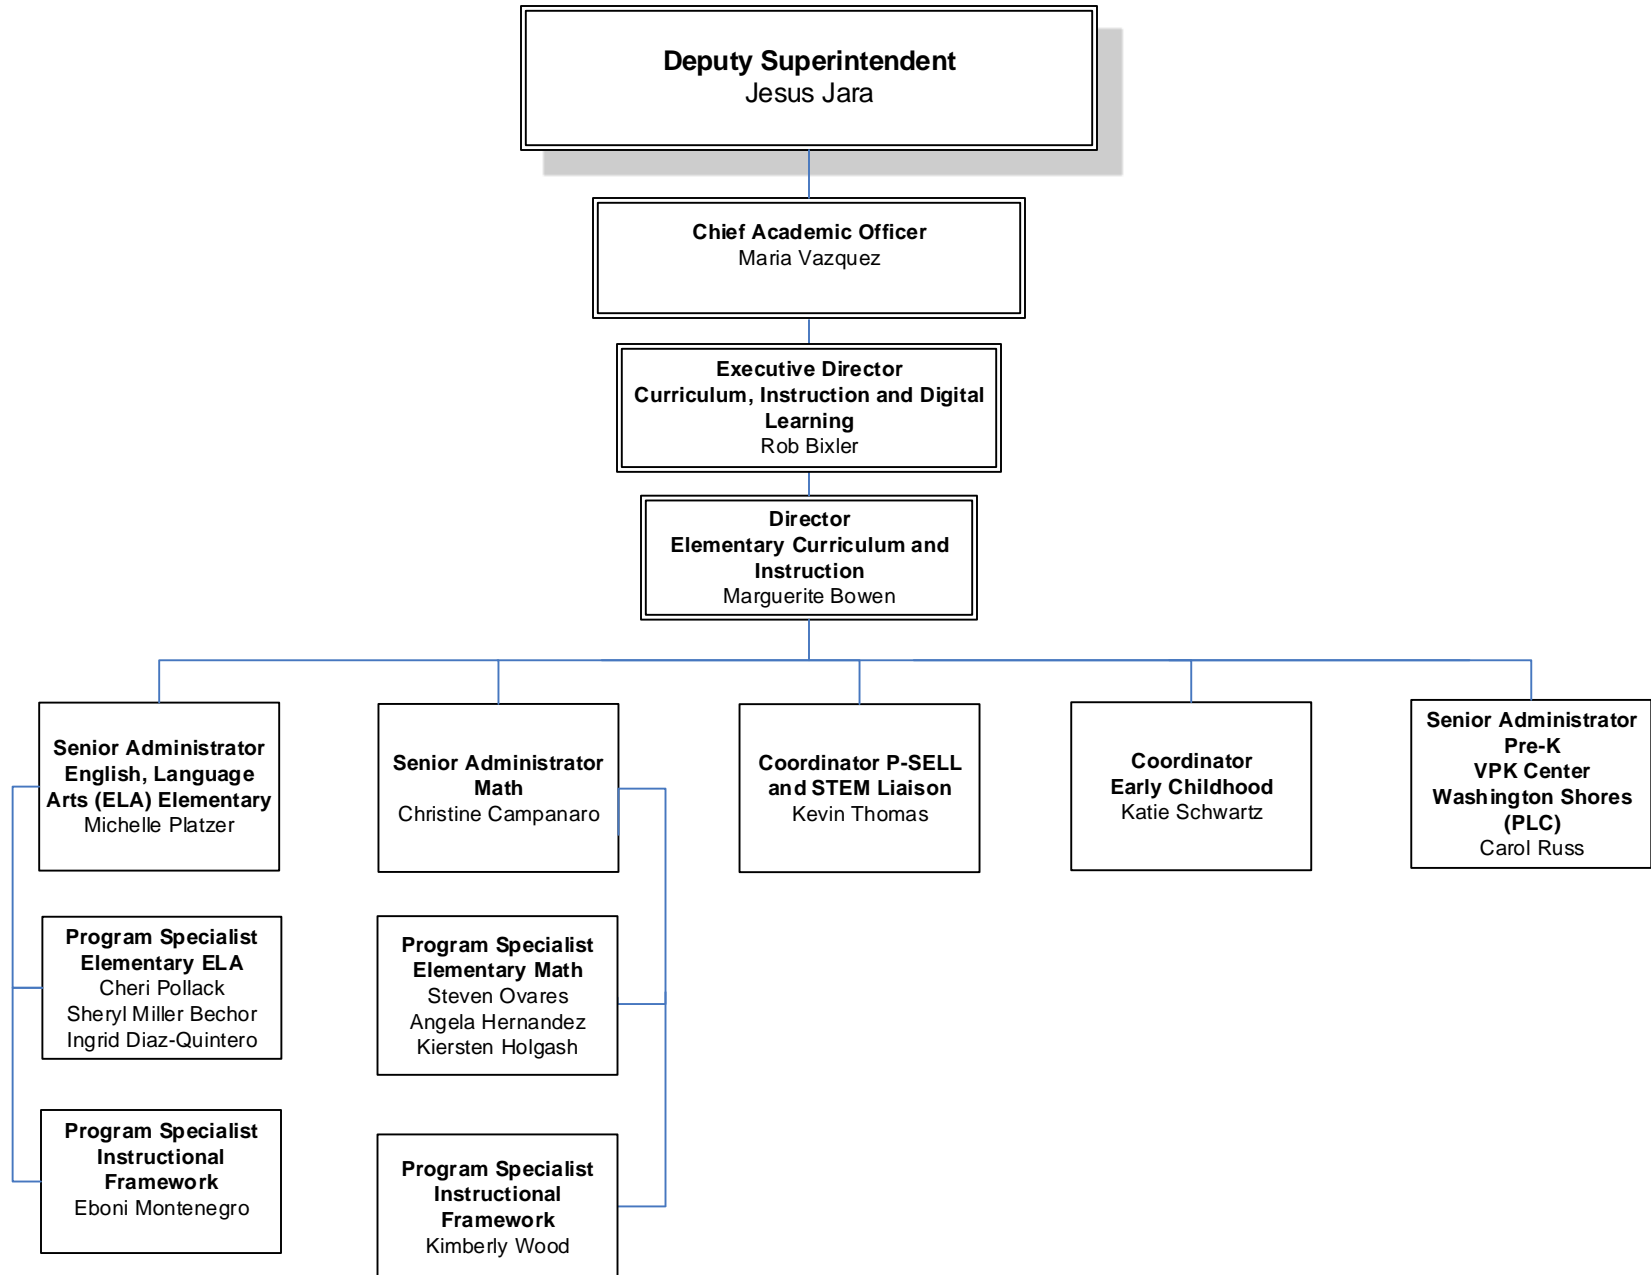 Deputy Superintendent
Jesus Jara
Chief Academic Officer
Maria Vazquez
Executive Director
Curriculum, Instruction and Digital
Learning
Rob Bixler
Director
Elementary Curriculum and
Instruction
Marguerite Bowen
Senior Administrator
English, Language
Arts (ELA) Elementary
Michelle Platzer
Senior Administrator
Math
Christine Campanaro
Coordinator P-SELL
and STEM Liaison
Kevin Thomas
Coordinator
Early Childhood
Katie Schwartz
Senior Administrator
Pre-K
VPK Center
Washington Shores
(PLC)
Carol Russ
Program Specialist
Elementary ELA
Cheri Pollack
Sheryl Miller Bechor
Ingrid Diaz-Quintero
Program Specialist
Elementary Math
Steven Ovares
Angela Hernandez
Kiersten Holgash
Program Specialist
Instructional
Framework
Eboni Montenegro
Program Specialist
Instructional
Framework
Kimberly Wood